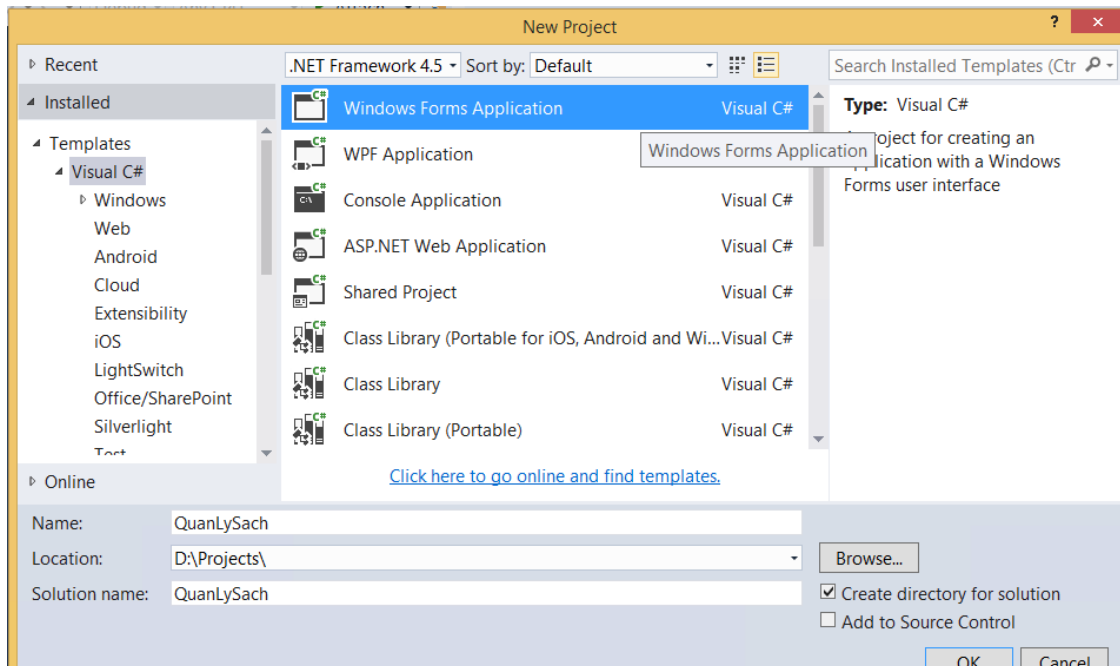 New Project
?
×
Recent
.NET Framework 4.5
Sort by: Default
Search Installed Templates (Ctr
Installed
Templates
Visual C#
Windows
Web
Android
Cloud
Extensibility
iOS
LightSwitch
Office/SharePoint
Silverlight
Test
Online
Windows Forms Application Visual C#
WPF Application
Console Application Visual C#
ASP.NET Web Application Visual C#
Shared Project Visual C#
Class Library (Portable for iOS, Android and Wi...Visual C#
Class Library Visual C#
Class Library (Portable) Visual C#
Windows Forms Application
Click here to go online and find templates.
Type: Visual C#
project for creating an
lication with a Windows
Forms user interface
Name: QuanLySach
Location: D:\Projects\
Browse...
Solution name: QuanLySach
Create directory for solution
Add to Source Control
OK
Cancel